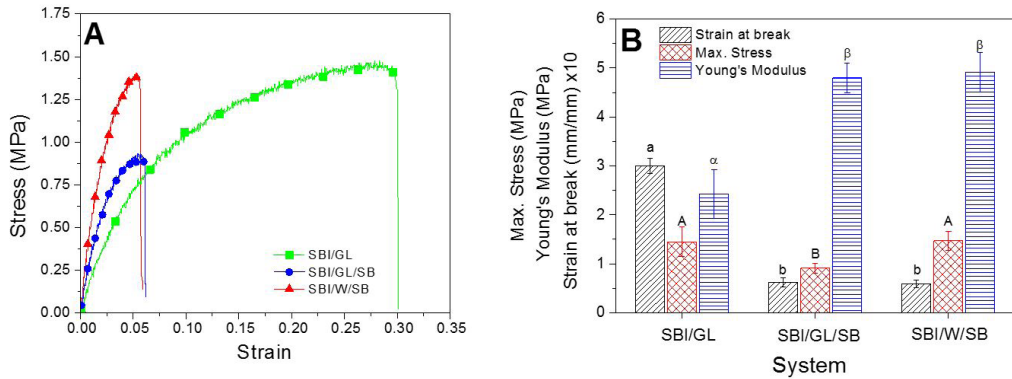 A
Stress (MPa)
1.75
1.50
1.25
1.00
0.75
0.50
0.25
0.00
SBI/GL
SBI/GL/SB
SBI/W/SB
0.00 0.05 0.10 0.15 0.20 0.25 0.30 0.35
Strain
B
Max. Stress (MPa)
Young's Modulus (MPa)
Strain at break (mm/mm) x10
6
5
4
3
2
1
0
Strain at break
Max. Stress
Young's Modulus
a A α
b B β
b A β
SBI/GL SBI/GL/SB SBI/W/SB
System